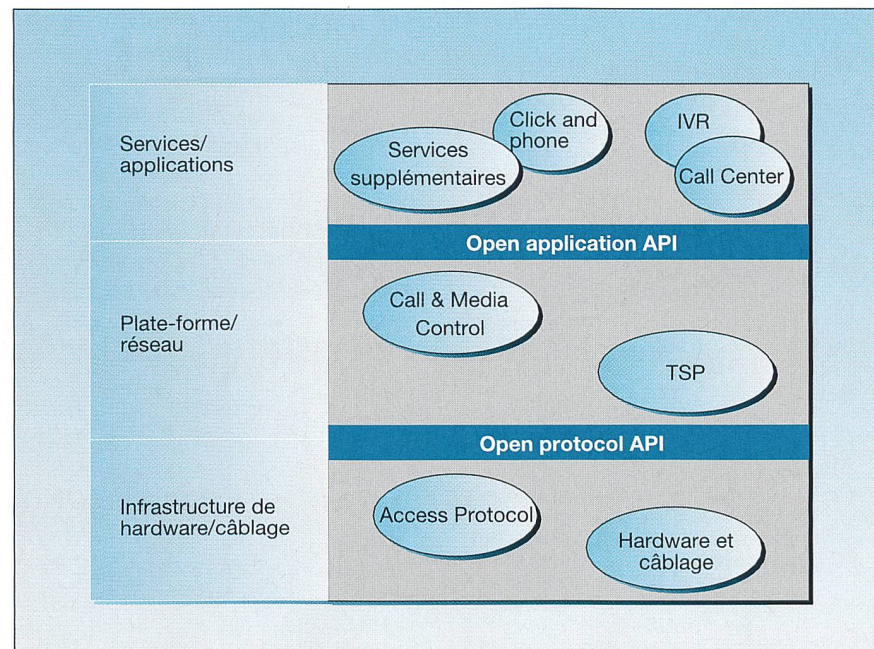 Services/
applications
Click and
phone
Services
supplémentaires
IVR
Call Center
Open application API
Plate-forme/
réseau
Call & Media
Control
TSP
Open protocol API
Infrastructure de
hardware/câblage
Access Protocol
Hardware et
câblage